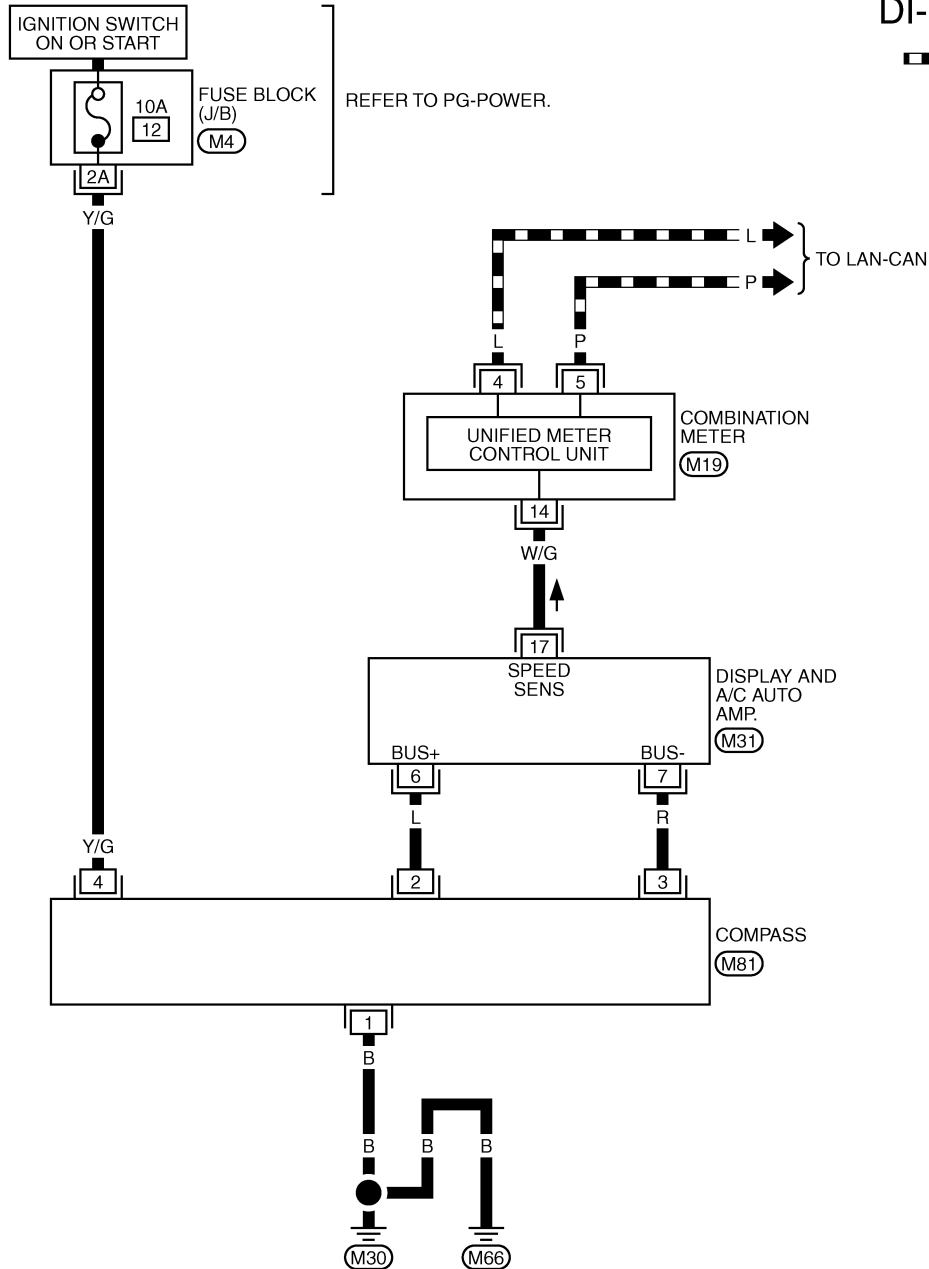 DI-
IGNITION SWITCH
ON OR START
10A
12
FUSE BLOCK
(J/B)
M4
REFER TO PG-POWER.
2A
Y/G
L
P
TO LAN-CAN
L
P
4
5
UNIFIED METER
CONTROL UNIT
COMBINATION
METER
M19
14
W/G
17
SPEED
SENS
DISPLAY AND
A/C AUTO
AMP.
M31
BUS+
BUS-
6
7
L
R
Y/G
4
2
3
COMPASS
M81
1
B
B
B
B
M30
M66